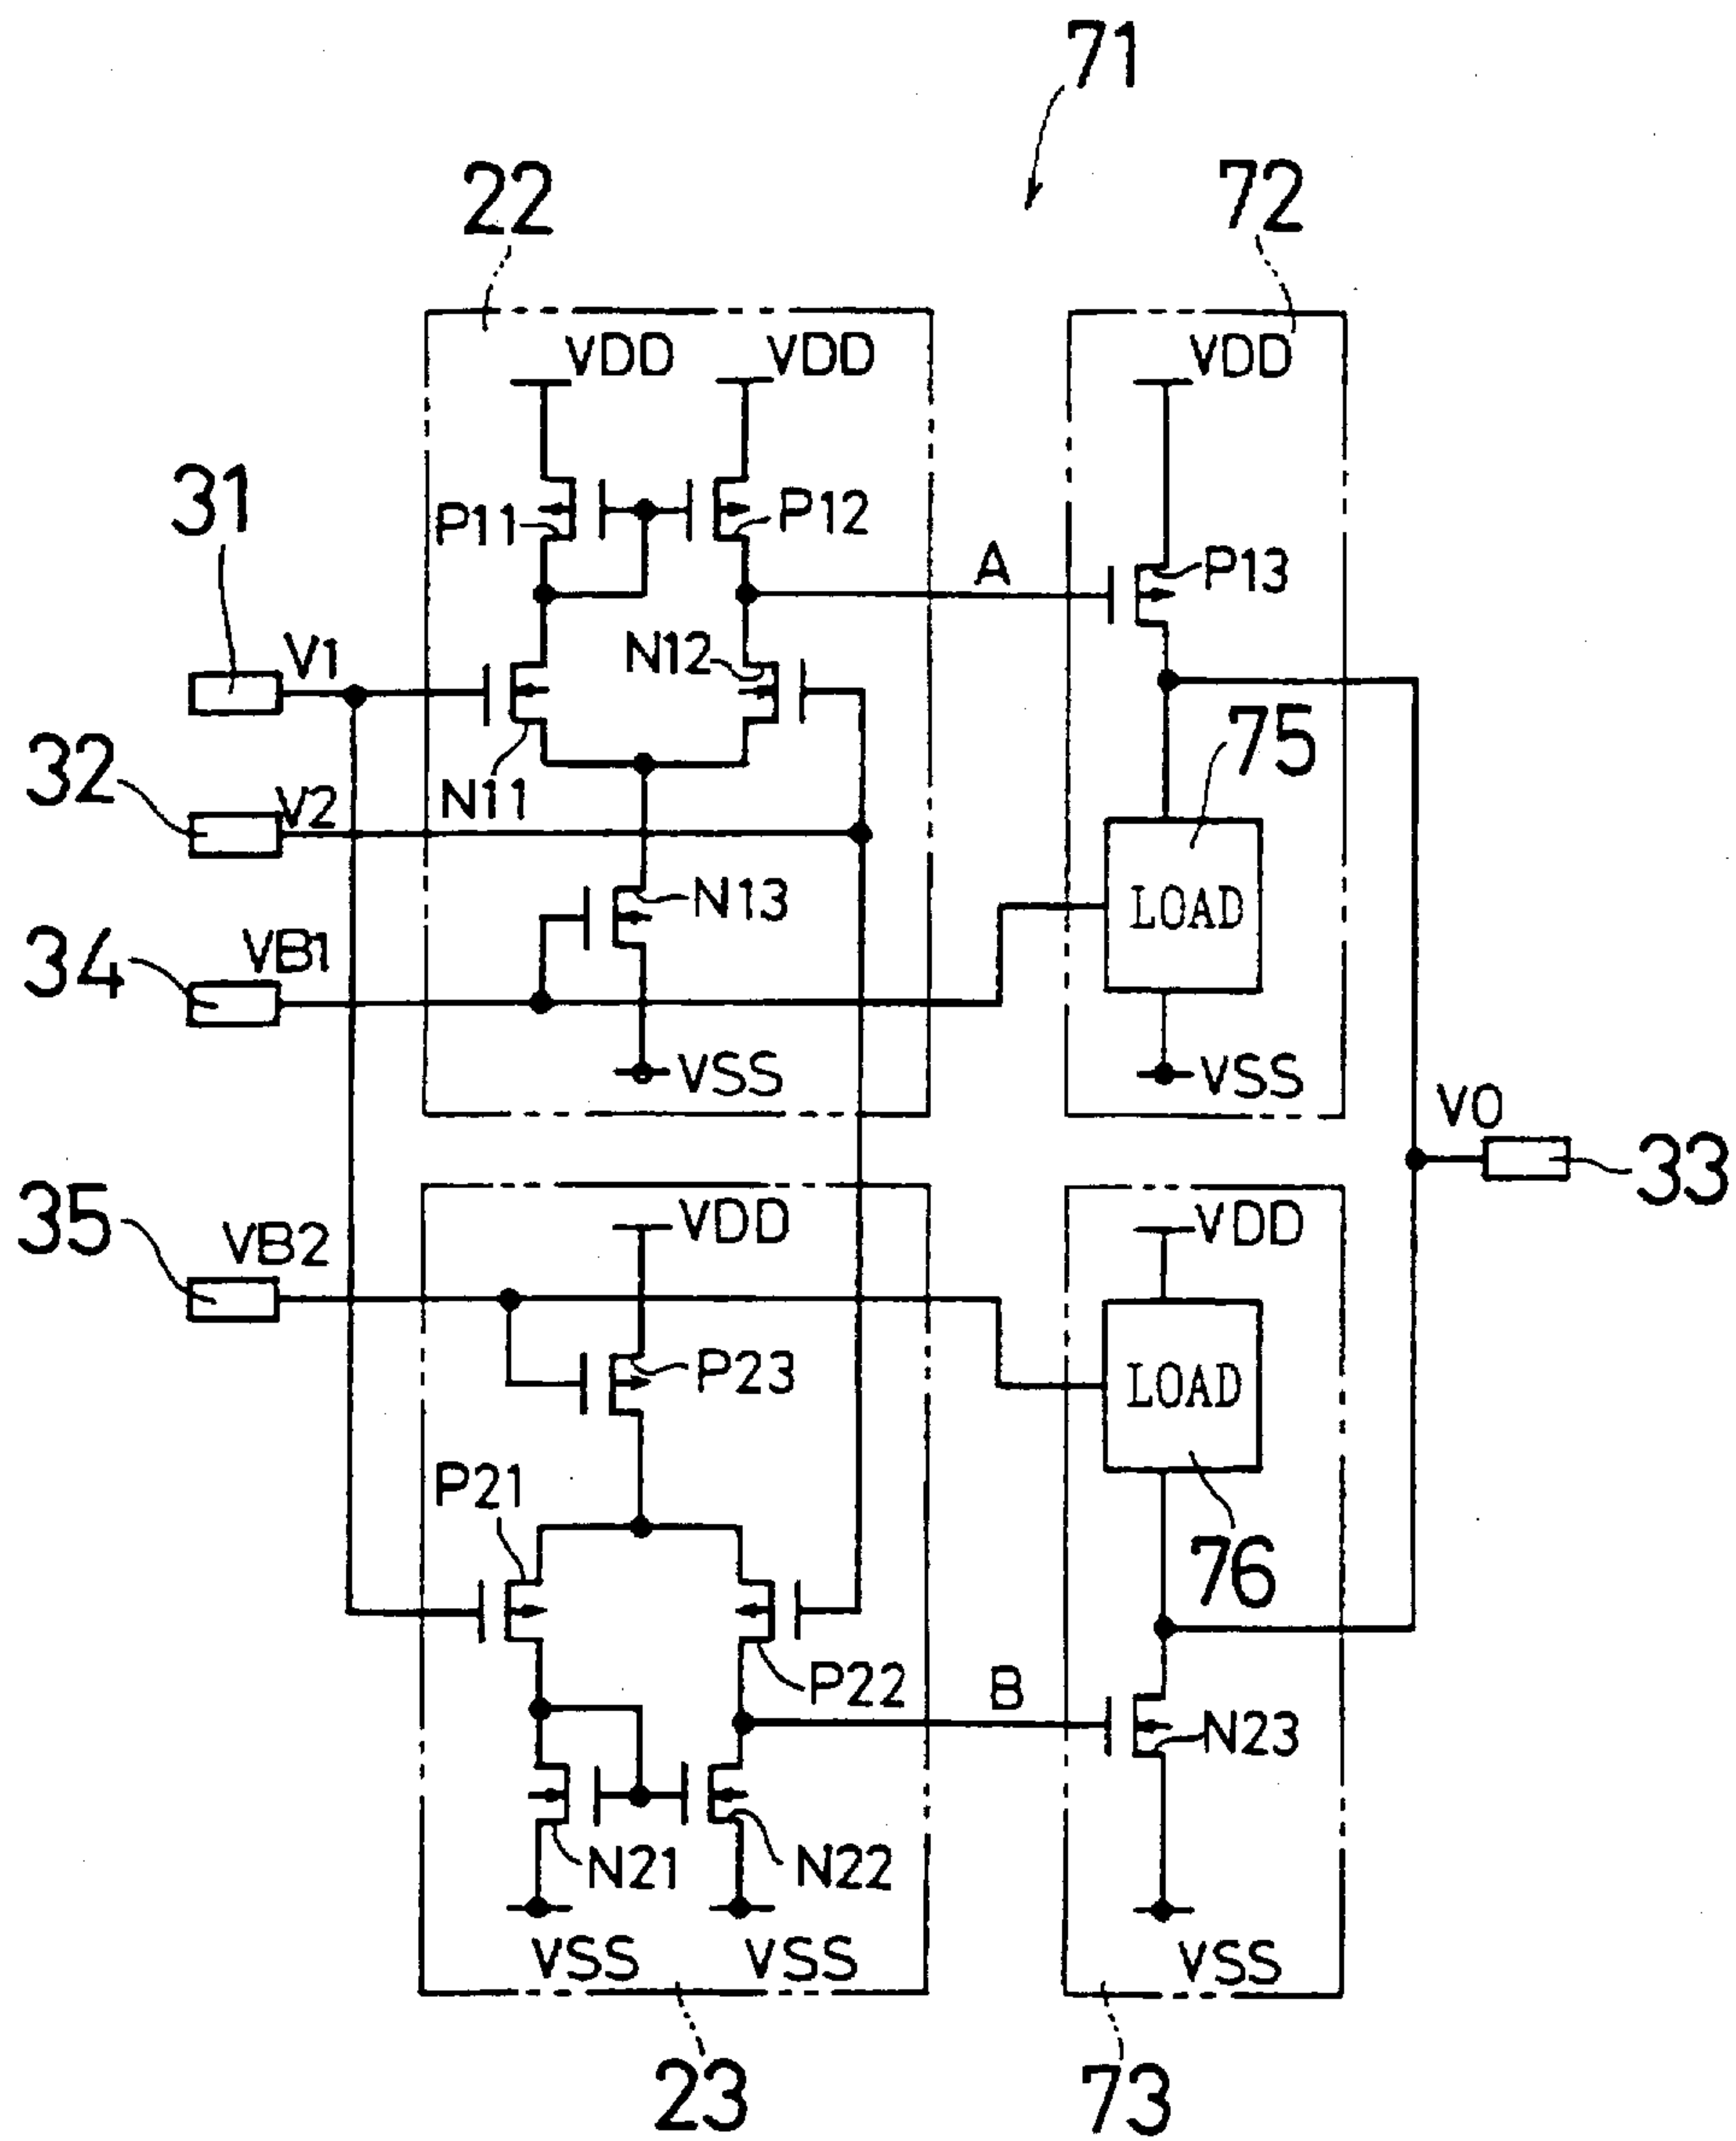 71
22
72
VDD
VDD
VDD
31
P11
P12
A
P13
V1
N12
32
V2
N11
75
N13
LOAD
34
VB1
VSS
VSS
VO
33
35
VB2
VDD
VDD
P23
LOAD
P21
76
P22
B
N23
N21
N22
VSS
VSS
VSS
23
73